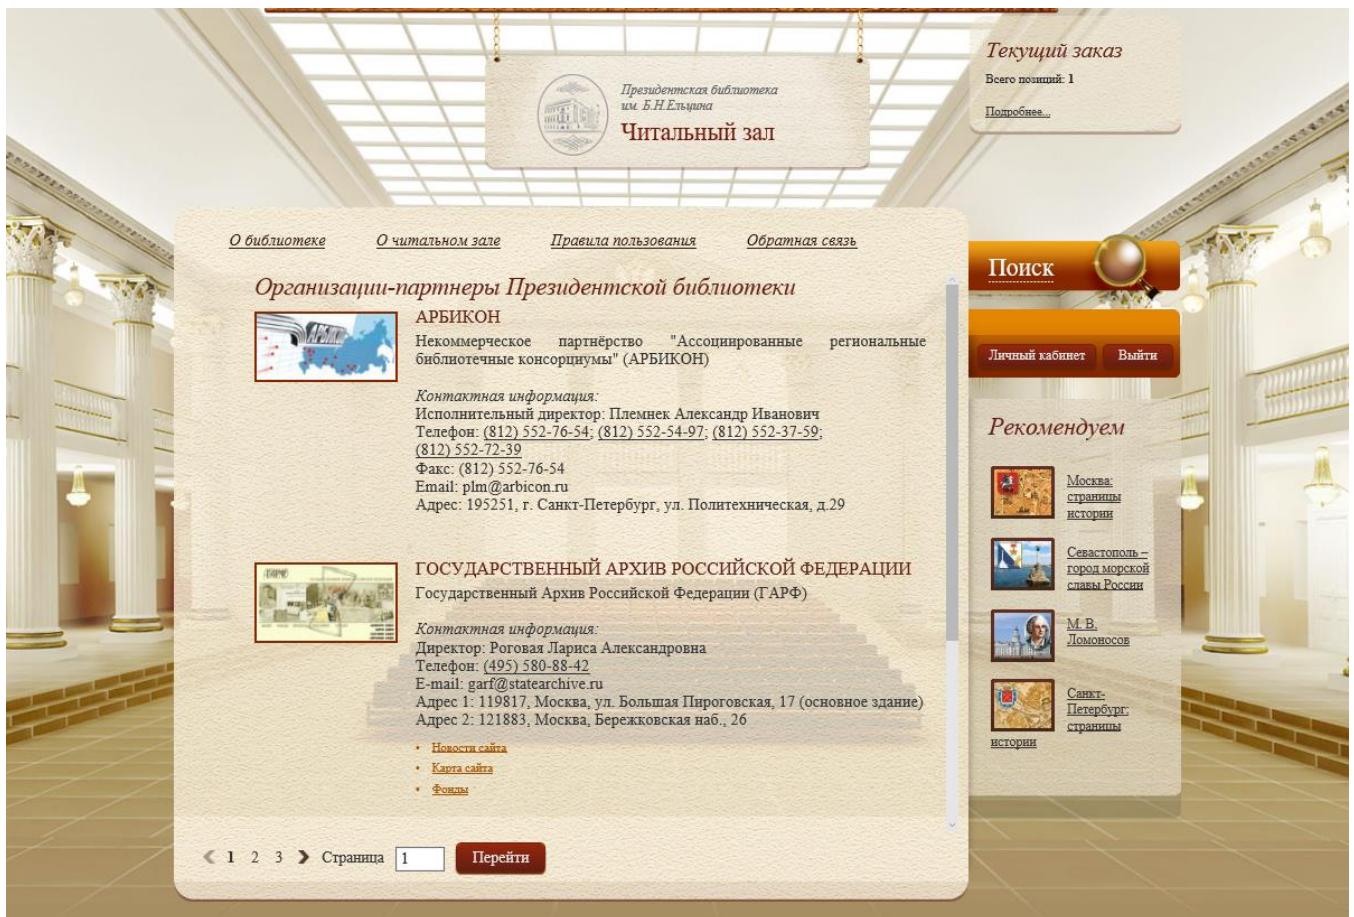 Президентская библиотека
им. Б.Н.Ельцина
Читальный зал
Текущий заказ
Всего позиций: 1
Подробнее...
О библиотеке
О читальном зале
Правила пользования
Обратная связь
Организации-партнеры Президентской библиотеки
АРБИКОН
АРБИКОН
Некоммерческое партнёрство "Ассоциированные региональные
библиотечные консорциумы" (АРБИКОН)
Контактная информация:
Исполнительный директор: Племнек Александр Иванович
Телефон: (812) 552-76-54; (812) 552-54-97; (812) 552-37-59;
(812) 552-72-39
Факс: (812) 552-76-54
Email: plm@arbicon.ru
Адрес: 195251, г. Санкт-Петербург, ул. Политехническая, д.29
ГОСУДАРСТВЕННЫЙ АРХИВ РОССИЙСКОЙ ФЕДЕРАЦИИ
Государственный Архив Российской Федерации (ГАРФ)
Контактная информация:
Директор: Роговая Лариса Александровна
Телефон: (495) 580-88-42
E-mail: garf@statearchive.ru
Адрес 1: 119817, Москва, ул. Большая Пироговская, 17 (основное здание)
Адрес 2: 121883, Москва, Бережковская наб., 26
• Новости сайта
• Карта сайта
• Фонды
1 2 3 Страница 1 Перейти
Поиск
Личный кабинет
Выйти
Рекомендуем
Москва:
страницы
истории
Севастополь –
город морской
славы России
М. В.
Ломоносов
Санкт-
Петербург:
страницы
истории